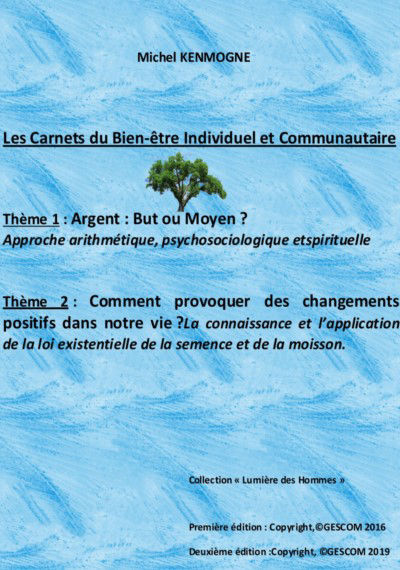 Michel KENMOGNE
Les Carnets du Bien-être Individuel et Communautaire
Thème 1 : Argent : But ou Moyen ?
Approche arithmétique, psychosociologique etspirituelle
Thème 2 : Comment provoquer des changements
positifs dans notre vie ?La connaissance et l'application
de la loi existentielle de la semence et de la moisson.
Collection « Lumière des Hommes »
Première édition : Copyright,©GESCOM 2016
Deuxième édition :Copyright, ©GESCOM 2019